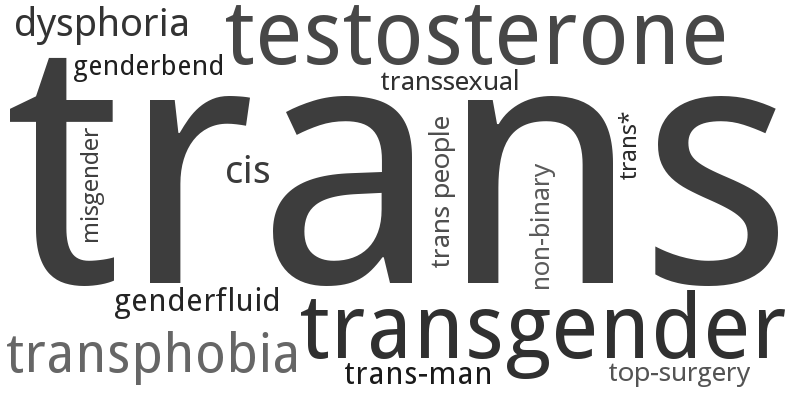 dysphoria
testosterone
genderbend
transsexual
trans
misgender
cis
trans people
non-binary
trans*
genderfluid
transgender
transphobia
trans-man
top-surgery